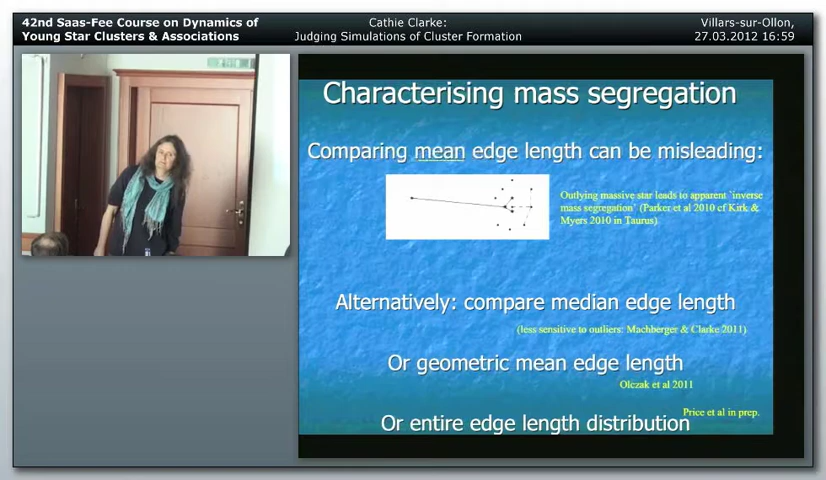 42nd Saas-Fee Course on Dynamics of
Young Star Clusters & Associations
Cathie Clarke:
Judging Simulations of Cluster Formation
Villars-sur-Ollon,
27.03.2012 16:59
Characterising mass segregation
Comparing mean edge length can be misleading:
Outlying massive star leads to apparent `inverse
mass segregation' (Parker et al 2010 cf Kirk &
Myers 2010 in Taurus)
Alternatively: compare median edge length
(less sensitive to outliers: Machberger & Clarke 2011)
Or geometric mean edge length
Olczak et al 2011
Price et al in prep.
Or entire edge length distribution